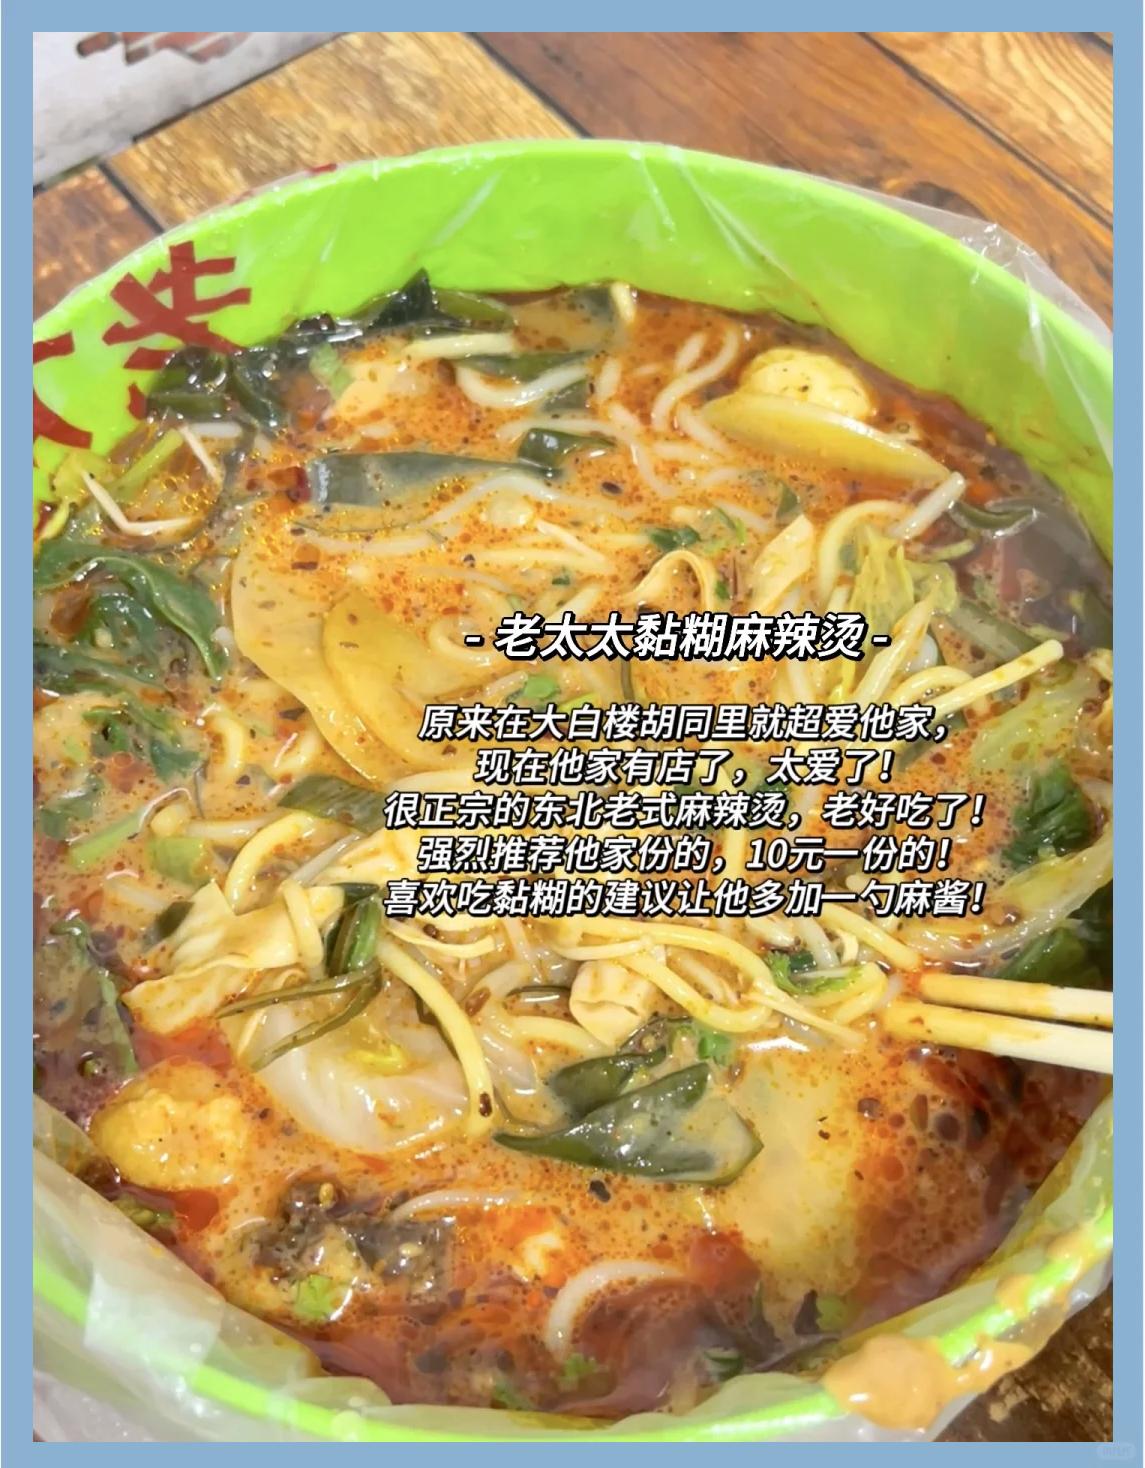 - 老太太黏糊麻辣烫 -
原来在大白楼胡同里就超爱他家，
现在他家有店了，太爱了！
很正宗的东北老式麻辣烫，老好吃了！
强烈推荐他家份的，10元一份的！
喜欢吃黏糊的建议让他多加一勺麻酱！